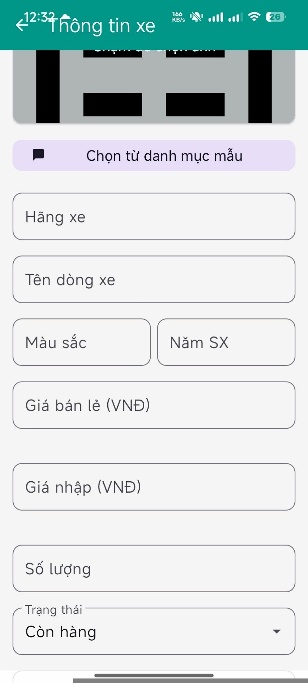 12:32
Thông tin xe
26
Chọn từ danh mục mẫu
Hãng xe
Tên dòng xe
Màu sắc
Năm SX
Giá bán lẻ (VNĐ)
Giá nhập (VNĐ)
Số lượng
Trạng thái
Còn hàng